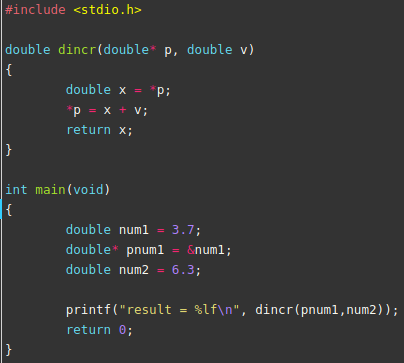 #include <stdio.h>

double dincr(double* p, double v)
{
        double x = *p;
        *p = x + v;
        return x;
}

int main(void)
{
        double num1 = 3.7;
        double* pnum1 = &num1;
        double num2 = 6.3;

        printf("result = %lf\n", dincr(pnum1,num2));
        return 0;
}